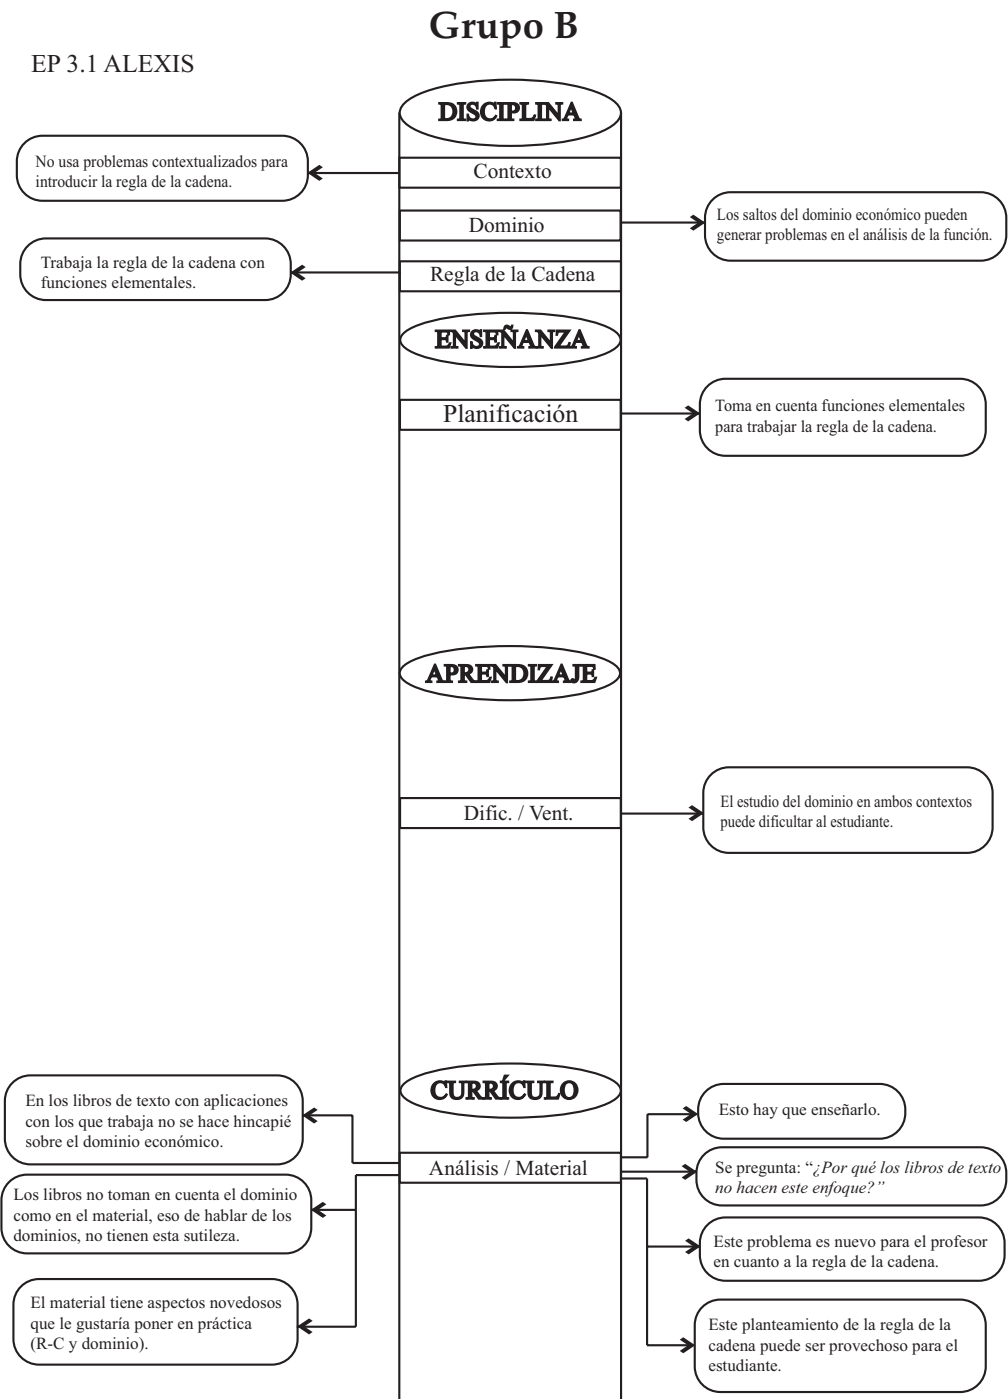 Grupo B
EP 3.1 ALEXIS
DISCIPLINA
No usa problemas contextualizados para
introducir la regla de la cadena.
Contexto
Dominio
Los saltos del dominio económico pueden
generar problemas en el análisis de la función.
Trabaja la regla de la cadena con
funciones elementales.
Regla de la Cadena
ENSEÑANZA
Planificación
Toma en cuenta funciones elementales
para trabajar la regla de la cadena.
APRENDIZAJE
Dific. / Vent.
El estudio del dominio en ambos contextos
puede dificultar al estudiante.
CURRÍCULO
En los libros de texto con aplicaciones
con los que trabaja no se hace hincapié
sobre el dominio económico.
Esto hay que enseñarlo.
Análisis / Material
Se pregunta: “¿Por qué los libros de texto
no hacen este enfoque?”
Los libros no toman en cuenta el dominio
como en el material, eso de hablar de los
dominios, no tienen esta sutileza.
Este problema es nuevo para el profesor
en cuanto a la regla de la cadena.
El material tiene aspectos novedosos
que le gustaría poner en práctica
(R-C y dominio).
Este planteamiento de la regla de la
cadena puede ser provechoso para el
estudiante.